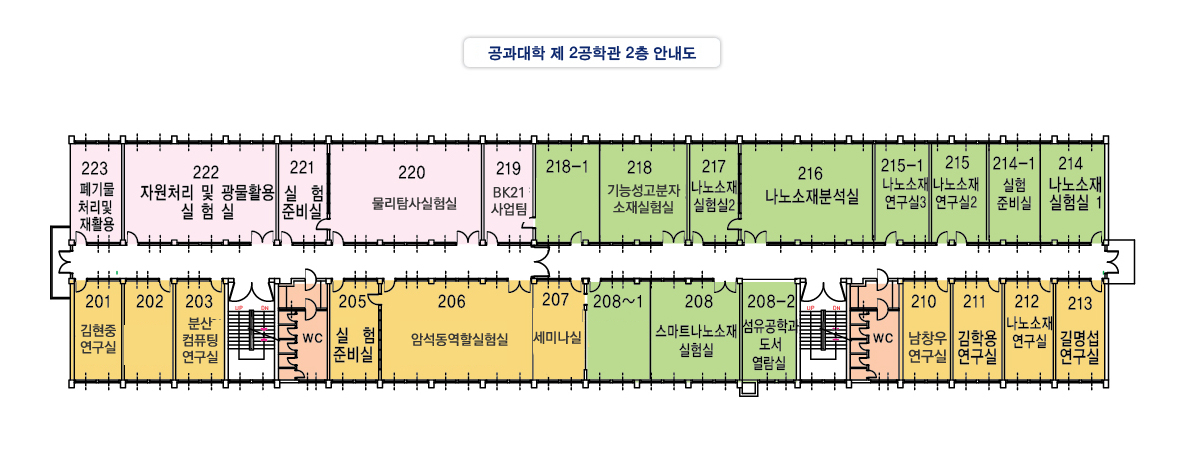 공과대학 제 2공학관 2층 안내도
223
폐기물
처리및
재활용
222
자원처리 및 광물활용
실 험 실
221
실 험
준비실
220
물리탐사실험실
219
BK21
사업팀
218-1
218
기능성고분자
소재실험실
217
나노소재
실험실2
216
나노소재분석실
215-1
나노소재
연구실3
215
나노소재
연구실2
214-1
실험
준비실
214
나노소재
실험실 1
201
김현중
연구실
202
203
분산
컴퓨팅
연구실
UP
DN
WC
205
실 험
준비실
206
암석동역할실험실
207
세미나실
208~1
208
스마트나노소재
실험실
208-2
섬유공학과
도서
열람실
UP
DN
WC
210
남창우
연구실
211
김학용
연구실
212
나노소재
연구실
213
길명섭
연구실